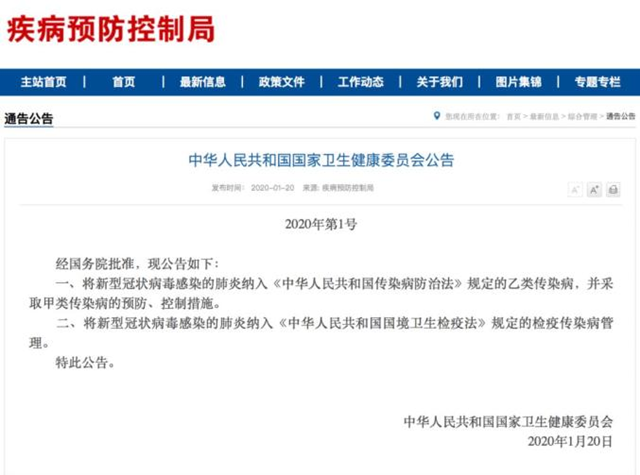 疾病预防控制局
主站首页 | 首页 | 最新信息 | 政策文件 | 工作动态 | 关于我们 | 图片集锦 | 专题专栏
通告公告 您现在所在位置： 首页 > 最新信息 > 综合管理 > 通告公告
中华人民共和国国家卫生健康委员会公告
发布时间： 2020-01-20 来源: 疾病预防控制局
A- A+
2020年第1号
经国务院批准，现公告如下：
一、将新型冠状病毒感染的肺炎纳入《中华人民共和国传染病防治法》规定的乙类传染病，并采
取甲类传染病的预防、控制措施。
二、将新型冠状病毒感染的肺炎纳入《中华人民共和国国境卫生检疫法》规定的检疫传染病管
理。
特此公告。
中华人民共和国国家卫生健康委员会
2020年1月20日